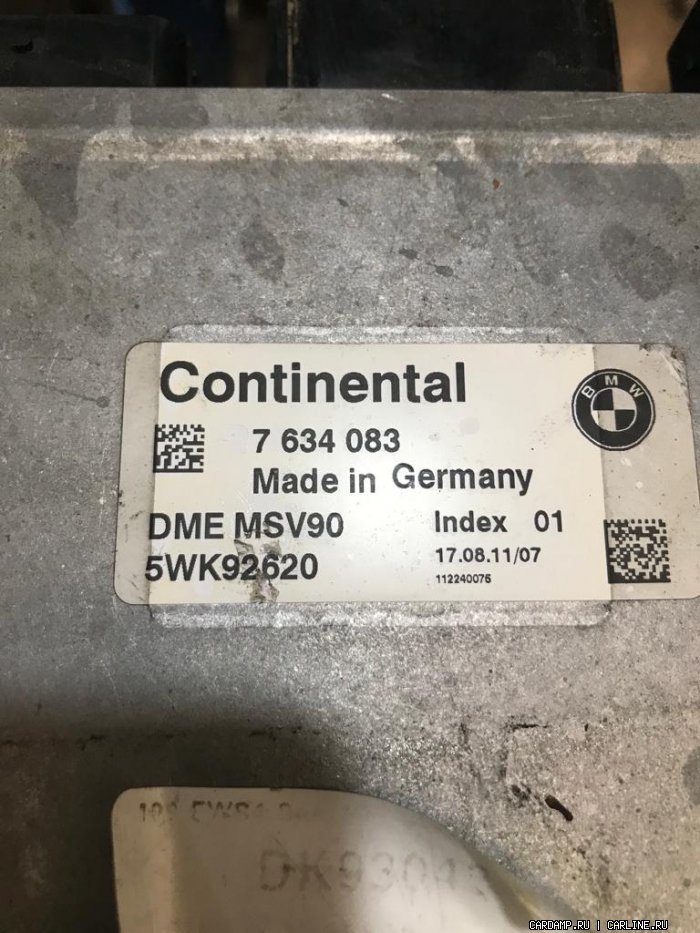 Continental
BMW
7 634 083
Made in Germany
DME MSV90 Index 01
5WK92620 17.08.11/07
112240076
DK930
CARDAMP.RU | CARLINE.RU